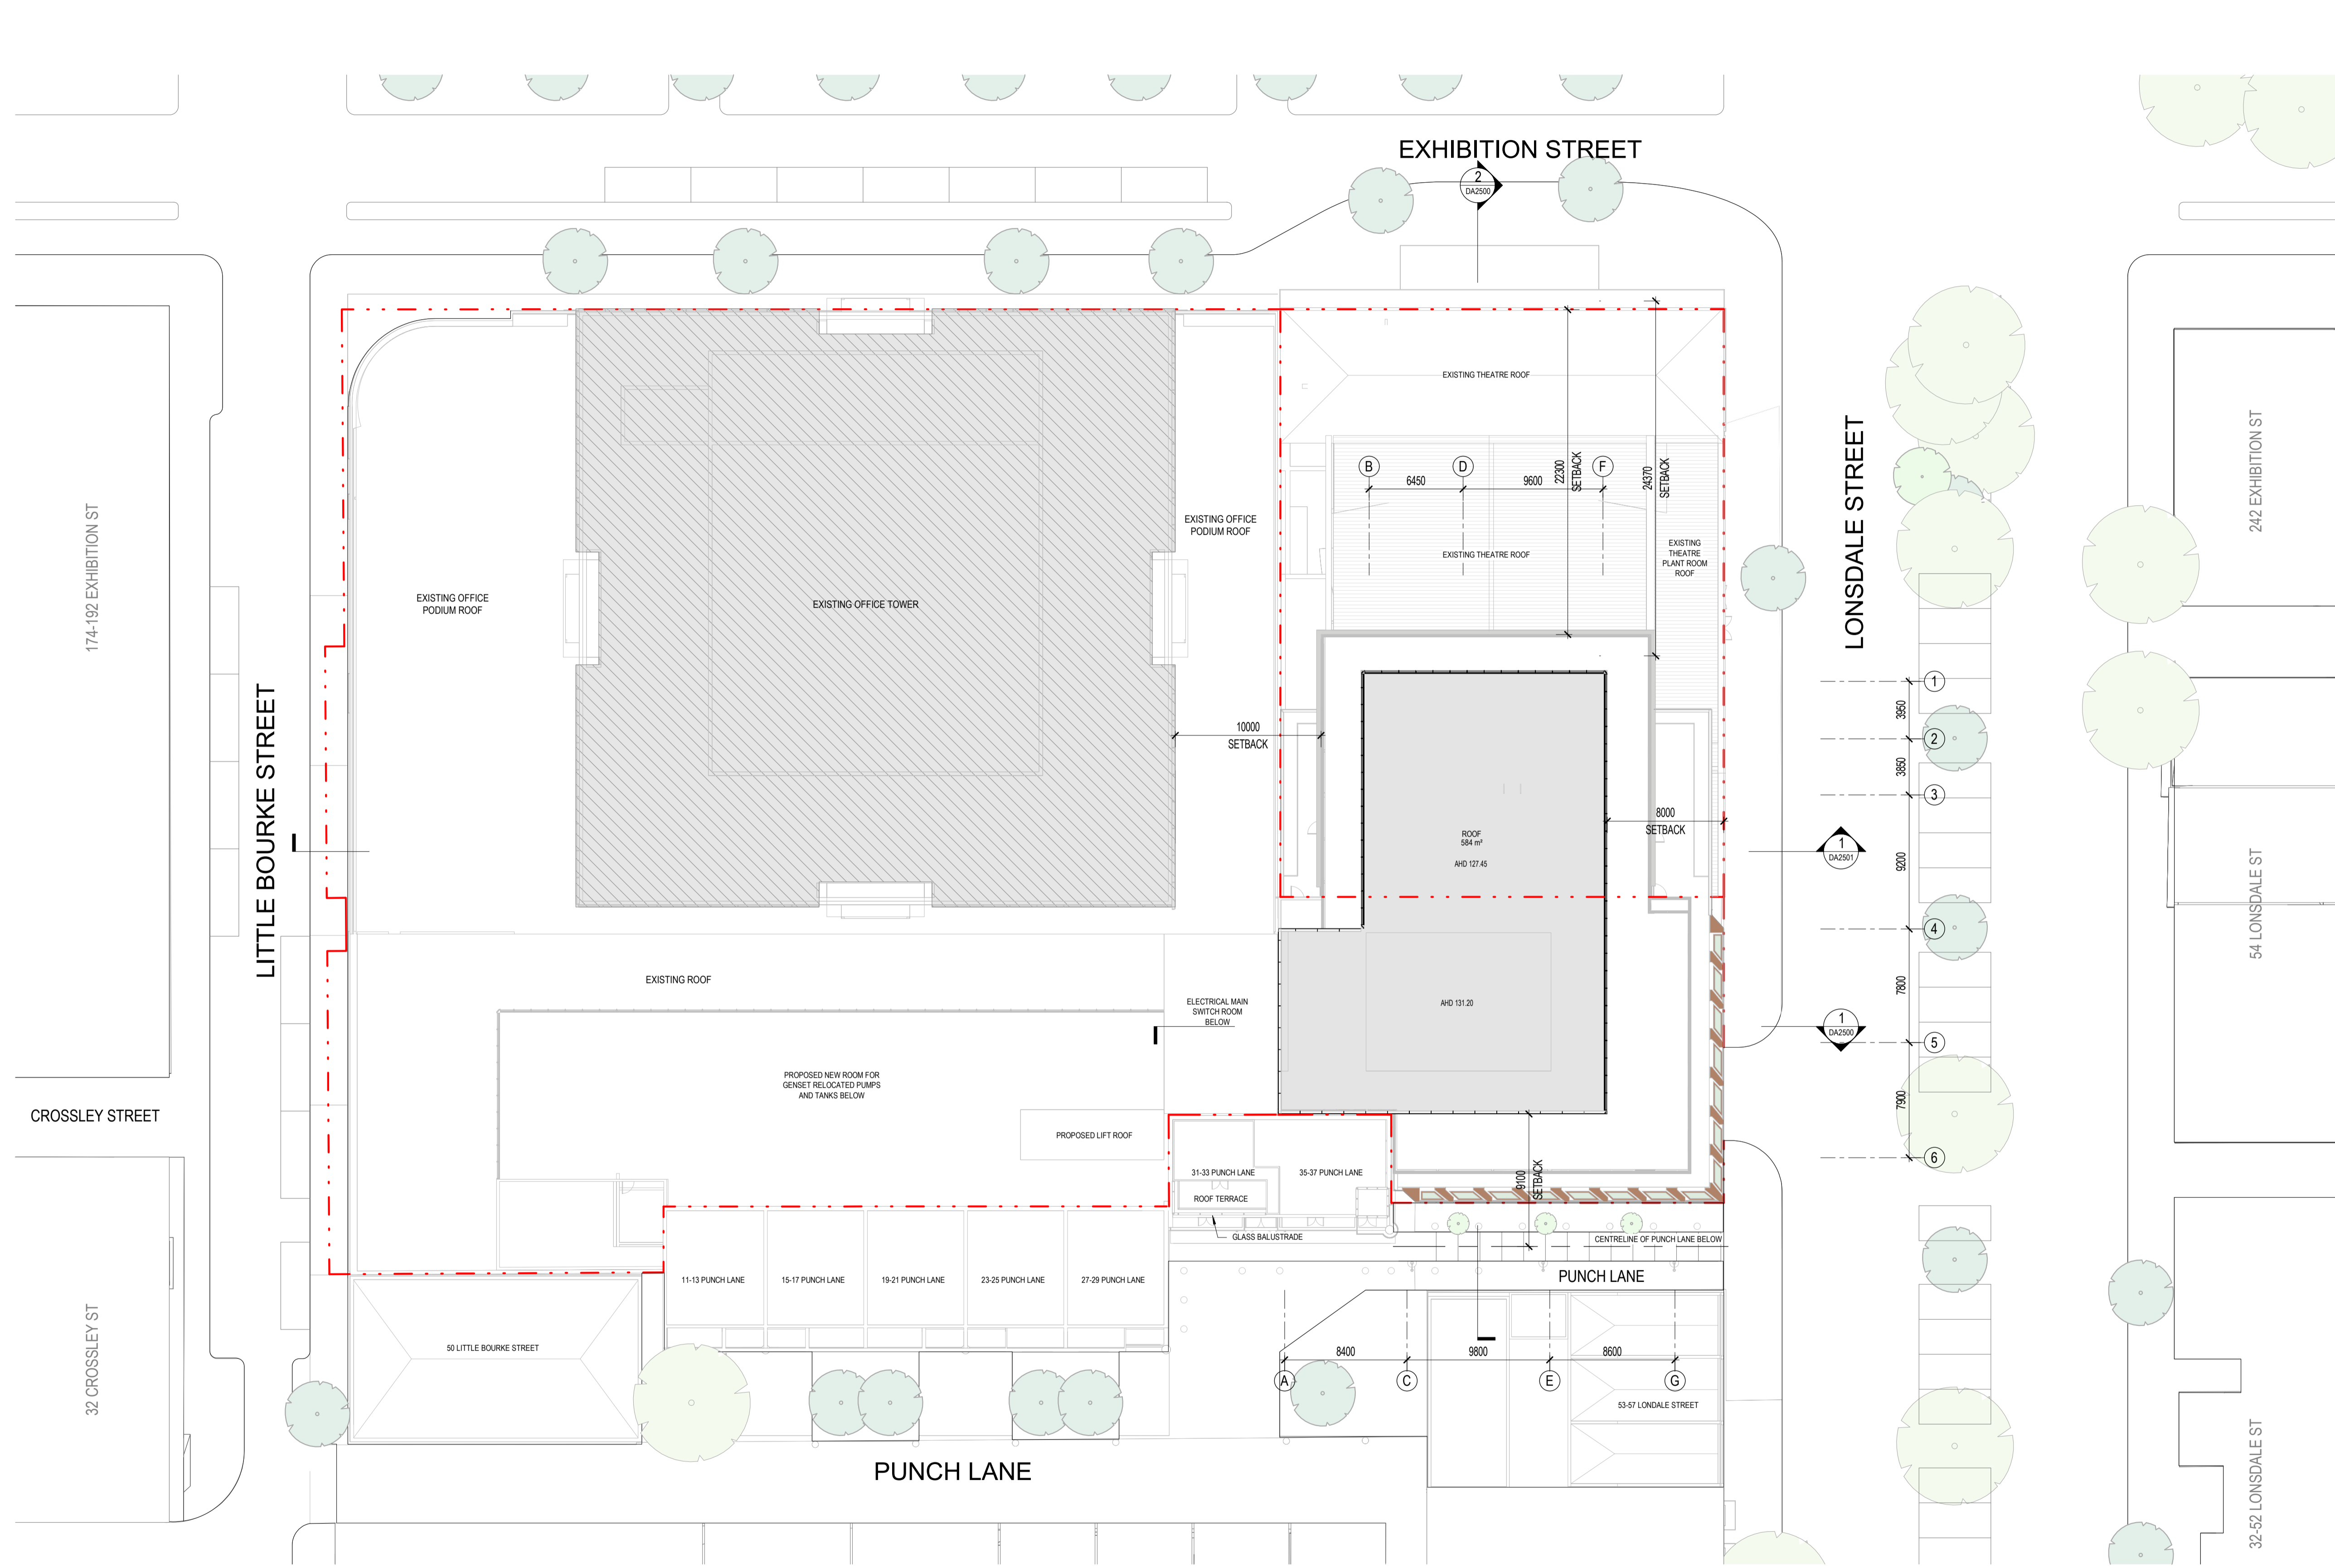 EXHIBITION STREET
2
DA2500
EXISTING THEATRE ROOF
B
D
F
6450
9600
22300
SETBACK
24370
SETBACK
EXISTING THEATRE ROOF
EXISTING
THEATRE
PLANT ROOM
ROOF
EXISTING OFFICE
PODIUM ROOF
EXISTING OFFICE
PODIUM ROOF
EXISTING OFFICE TOWER
174-192 EXHIBITION ST
242 EXHIBITION ST
LONSDALE STREET
LITTLE BOURKE STREET
10000
SETBACK
8000
SETBACK
ROOF
584 m²
AHD 127.45
AHD 131.20
1
3950
2
3850
3
9200
4
7800
5
7900
6
1
DA2501
1
DA2500
54 LONSDALE ST
EXISTING ROOF
ELECTRICAL MAIN
SWITCH ROOM
BELOW
PROPOSED NEW ROOM FOR
GENSET RELOCATED PUMPS
AND TANKS BELOW
PROPOSED LIFT ROOF
CROSSLEY STREET
31-33 PUNCH LANE
35-37 PUNCH LANE
ROOF TERRACE
GLASS BALUSTRADE
9100
SETBACK
CENTRELINE OF PUNCH LANE BELOW
PUNCH LANE
11-13 PUNCH LANE
15-17 PUNCH LANE
19-21 PUNCH LANE
23-25 PUNCH LANE
27-29 PUNCH LANE
50 LITTLE BOURKE STREET
32 CROSSLEY ST
8400
9800
8600
A
C
E
G
53-57 LONDALE STREET
PUNCH LANE
32-52 LONSDALE ST